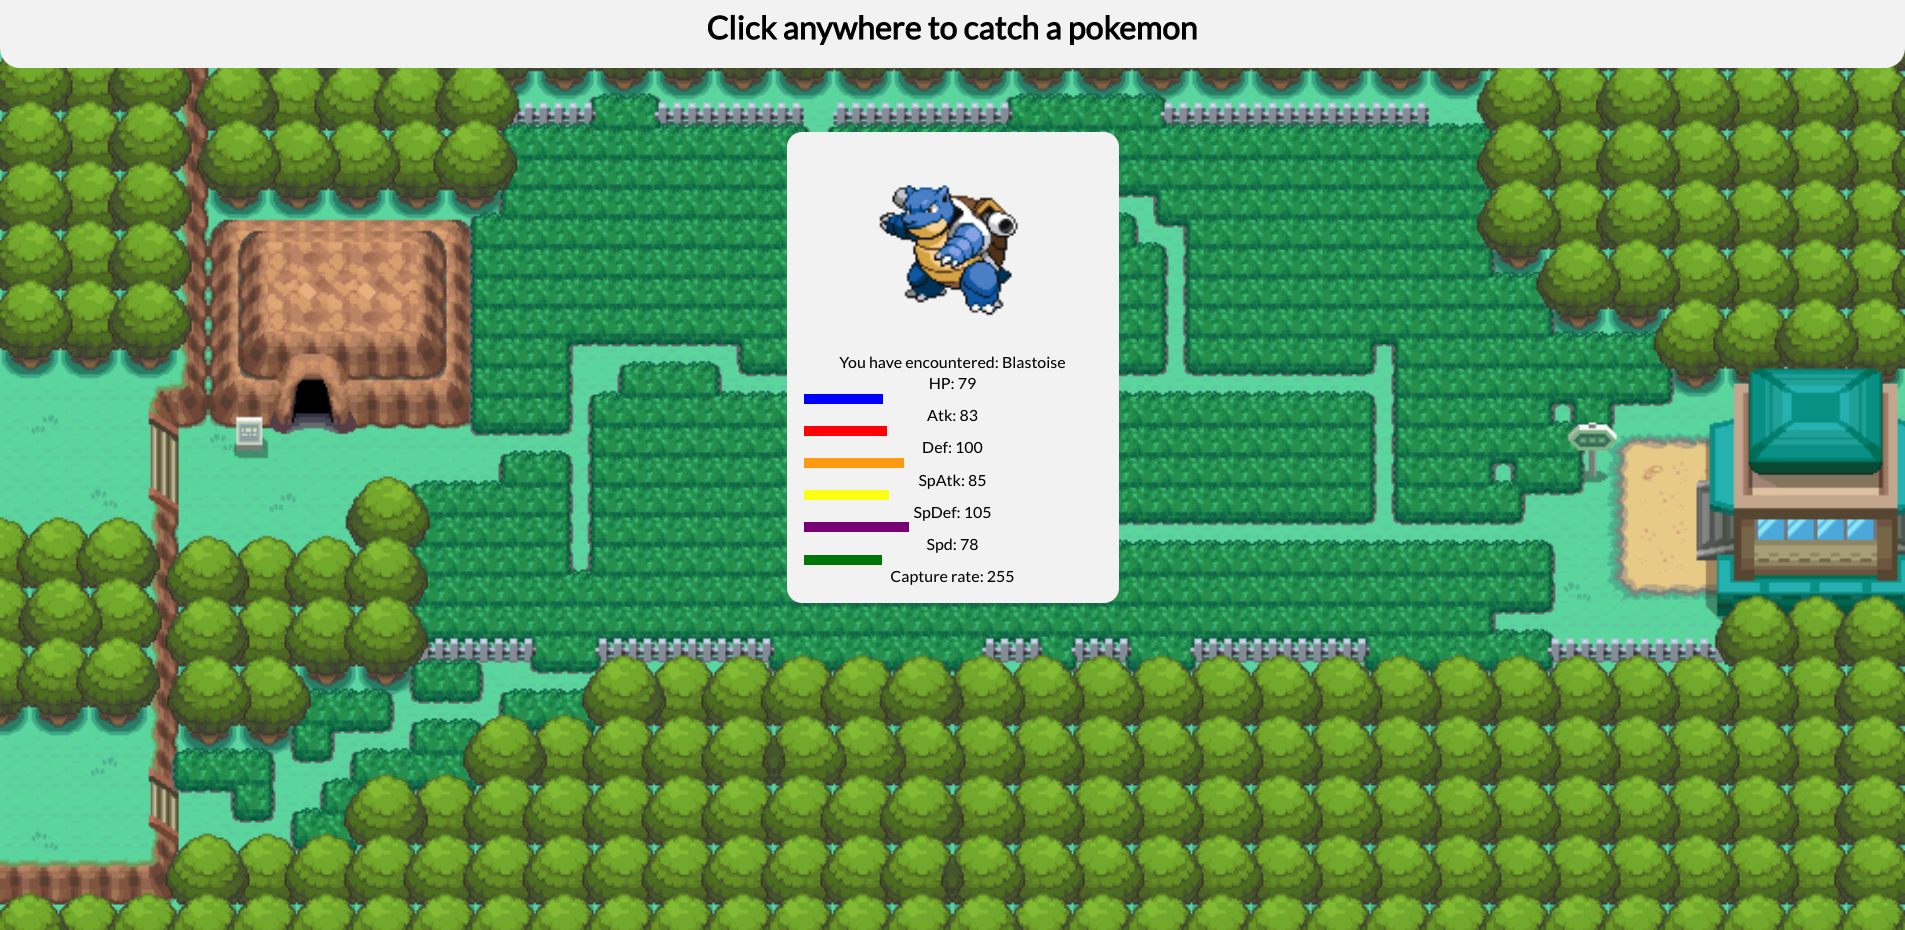 Click anywhere to catch a pokemon
You have encountered: Blastoise
HP: 79
Atk: 83
Def: 100
SpAtk: 85
SpDef: 105
Spd: 78
Capture rate: 255